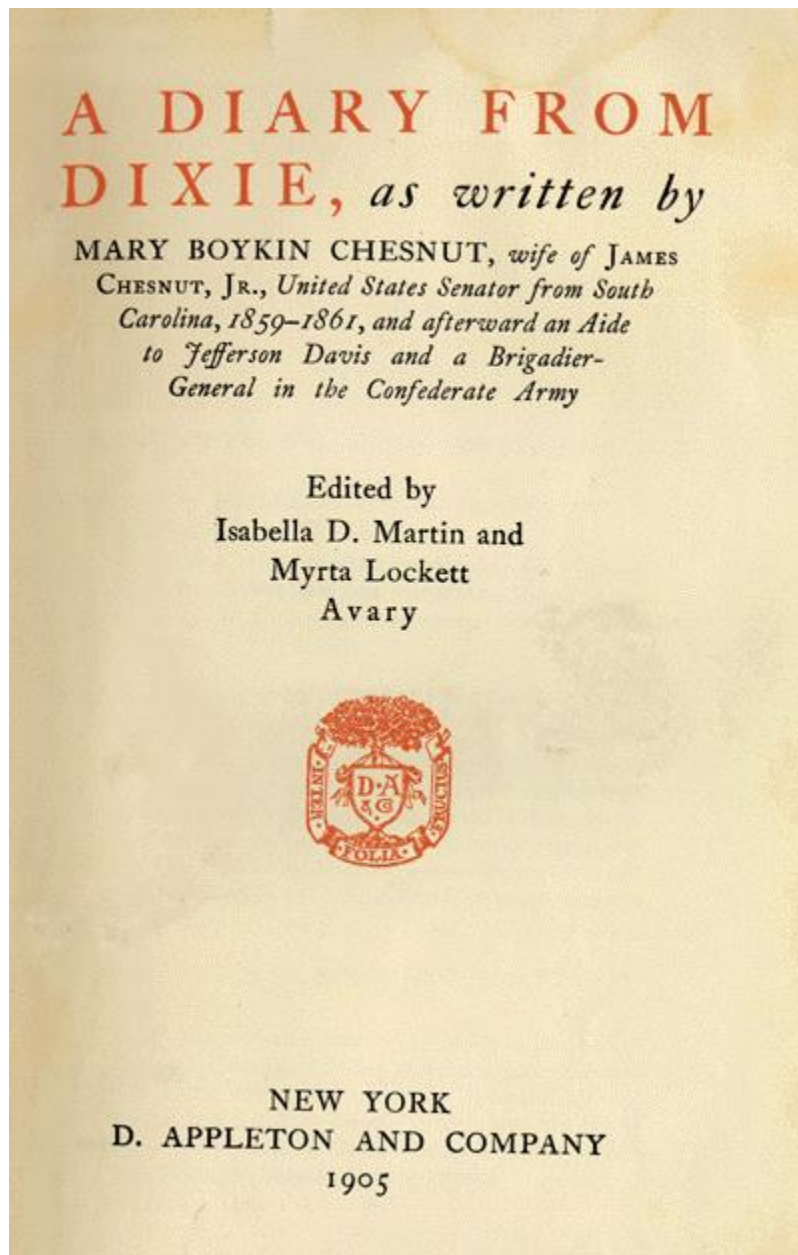 A DIARY FROM
DIXIE, as written by
MARY BOYKIN CHESNUT, wife of JAMES
CHESNUT, JR., United States Senator from South
Carolina, 1859–1861, and afterward an Aide
to Jefferson Davis and a Brigadier-
General in the Confederate Army
Edited by
Isabella D. Martin and
Myrta Lockett
Avary
D·A
& CO
·INTER·
·FOLIA·
FRUCTUS·
NEW YORK
D. APPLETON AND COMPANY
1905